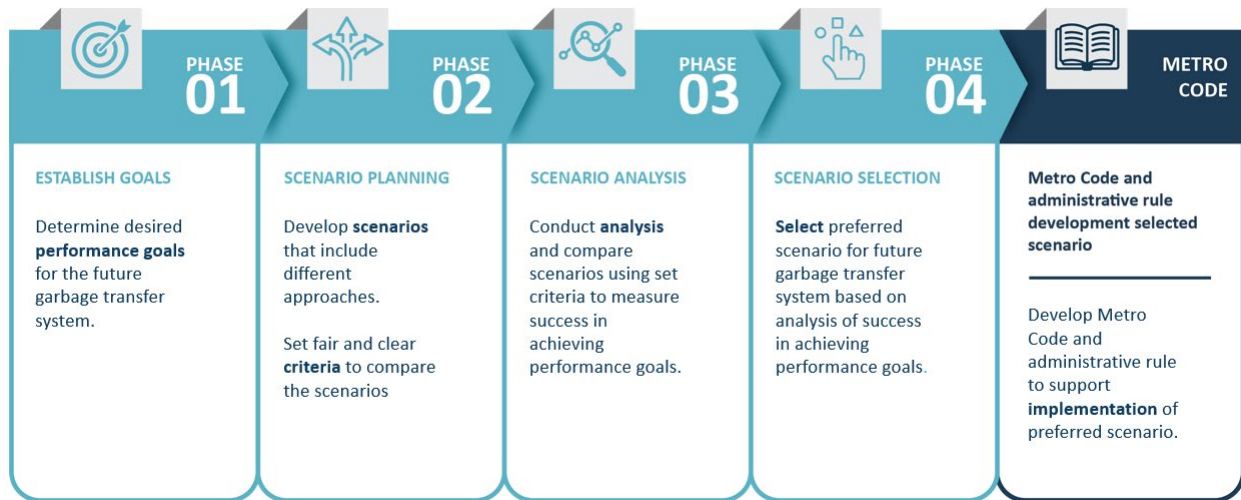 PHASE
01
ESTABLISH GOALS
Determine desired
performance goals
for the future
garbage transfer
system.
PHASE
02
SCENARIO PLANNING
Develop scenarios
that include
different
approaches.
Set fair and clear
criteria to compare
the scenarios
PHASE
03
SCENARIO ANALYSIS
Conduct analysis
and compare
scenarios using set
criteria to measure
success in
achieving
performance goals.
PHASE
04
SCENARIO SELECTION
Select preferred
scenario for future
garbage transfer
system based on
analysis of success
in achieving
performance goals.
METRO
CODE
Metro Code and
administrative rule
development selected
scenario
Develop Metro
Code and
administrative rule
to support
implementation of
preferred scenario.